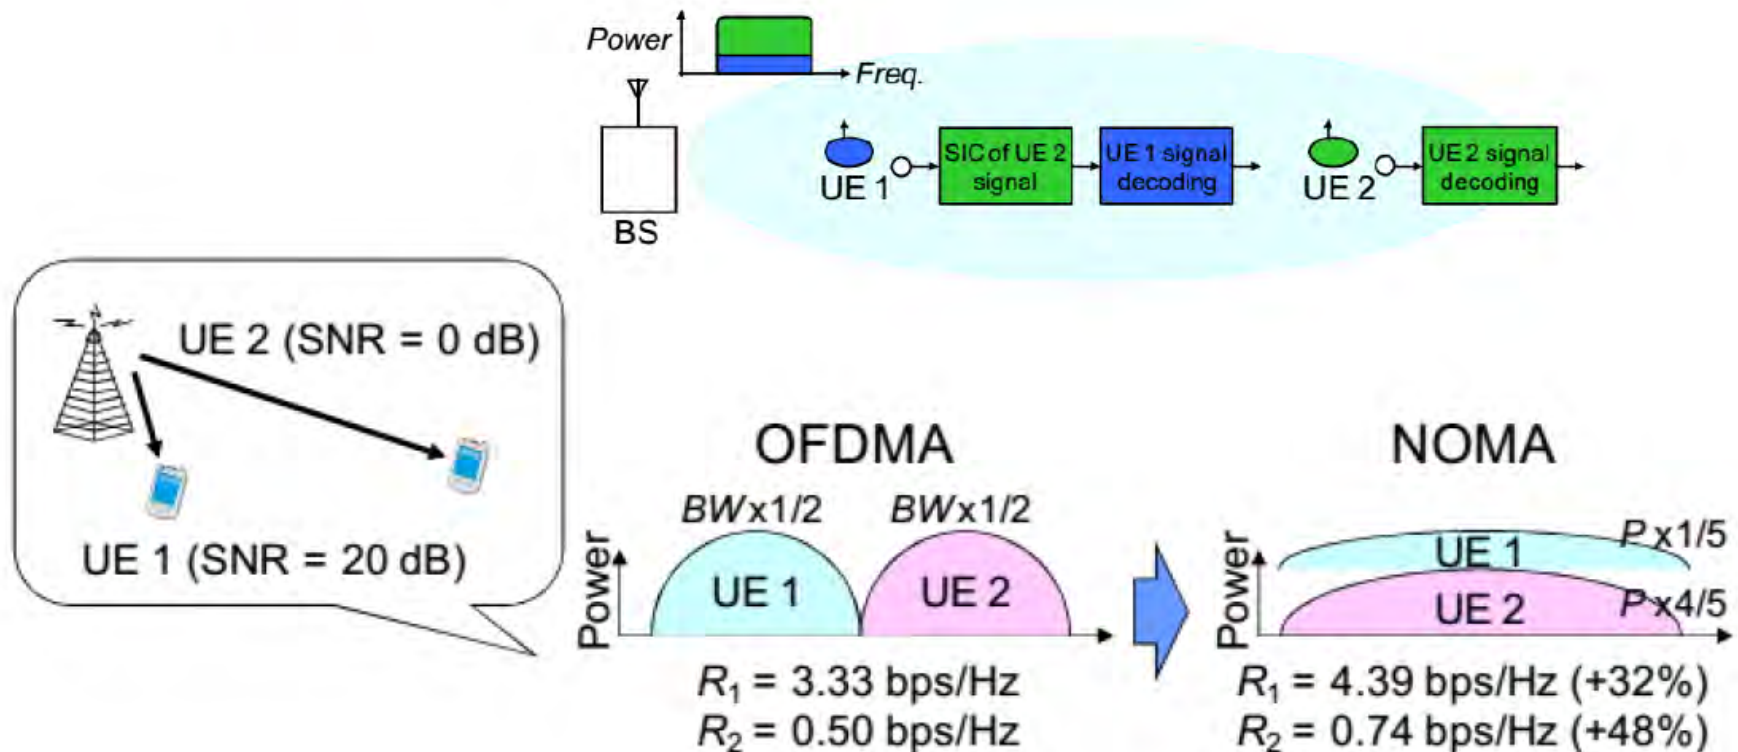 Power
Freq.
SIC of UE 2
signal
UE 1 signal
decoding
UE 2 signal
decoding
UE 1
UE 2
BS
UE 2 (SNR = 0 dB)
UE 1 (SNR = 20 dB)
OFDMA
BWx1/2 BWx1/2
Power
UE 1
UE 2
R1 = 3.33 bps/Hz
R2 = 0.50 bps/Hz
NOMA
Power
UE 1
P x1/5
UE 2
P x4/5
R1 = 4.39 bps/Hz (+32%)
R2 = 0.74 bps/Hz (+48%)